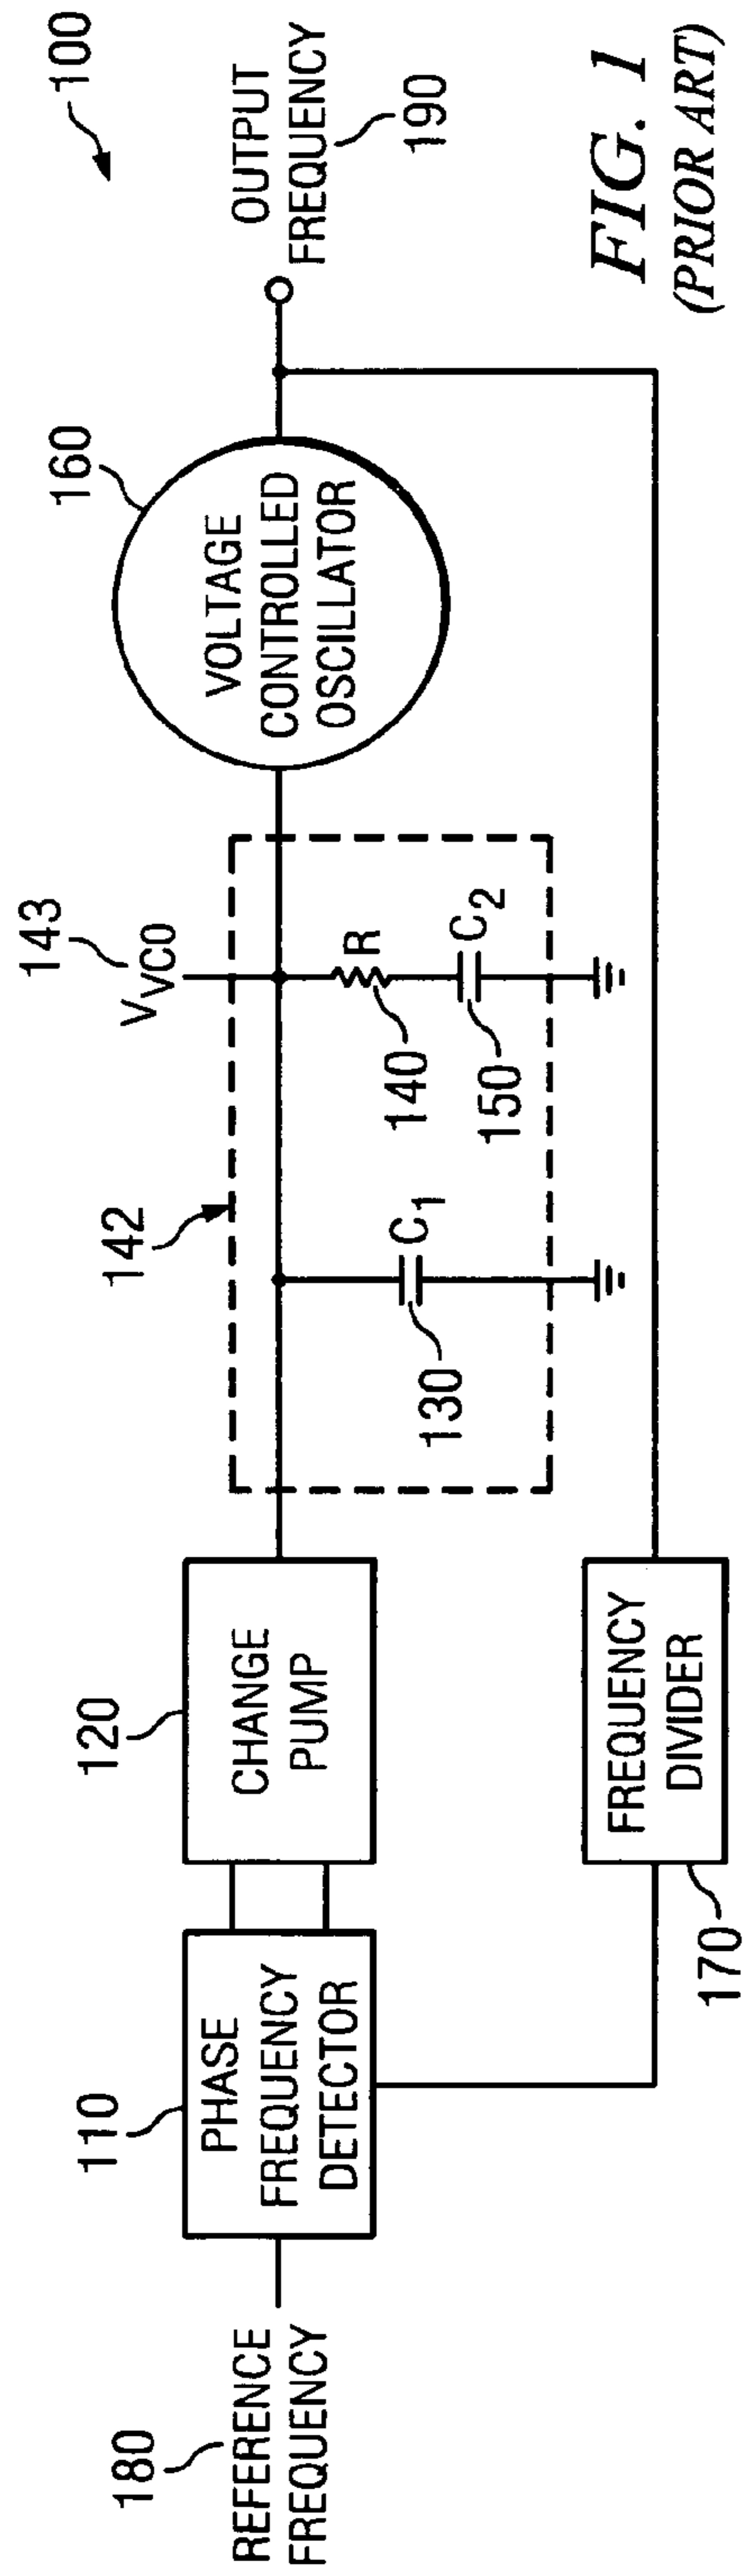 100
OUTPUT
FREQUENCY
190
160
VOLTAGE
CONTROLLED
OSCILLATOR
143
VVCO
142
R
140
C2
150
C1
130
120
CHANGE
PUMP
110
PHASE
FREQUENCY
DETECTOR
180
REFERENCE
FREQUENCY
FREQUENCY
DIVIDER
170
FIG. 1
(PRIOR ART)